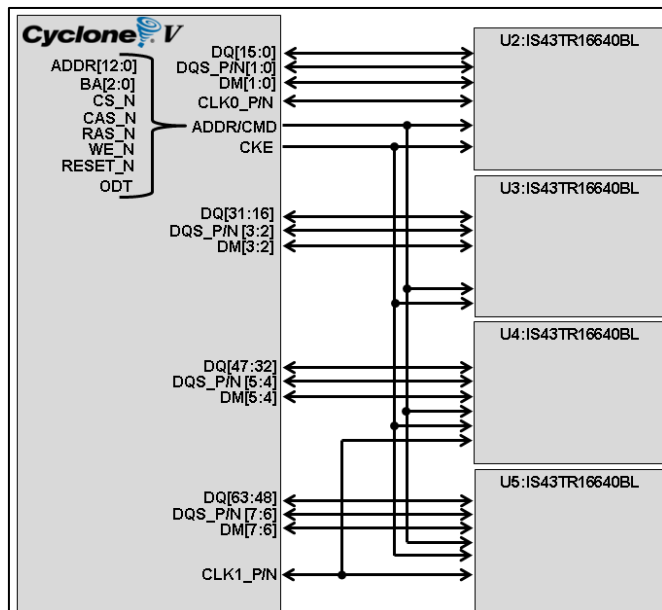 Cyclone V
ADDR[12:0]
BA[2:0]
CS_N
CAS_N
RAS_N
WE_N
RESET_N
ODT
DQ[15:0]
DQS_P/N[1:0]
DM[1:0]
CLK0_P/N
ADDR/CMD
CKE
U2:IS43TR16640BL
DQ[31:16]
DQS_P/N [3:2]
DM[3:2]
U3:IS43TR16640BL
DQ[47:32]
DQS_P/N [5:4]
DM[5:4]
U4:IS43TR16640BL
DQ[63:48]
DQS_P/N [7:6]
DM[7:6]
CLK1_P/N
U5:IS43TR16640BL